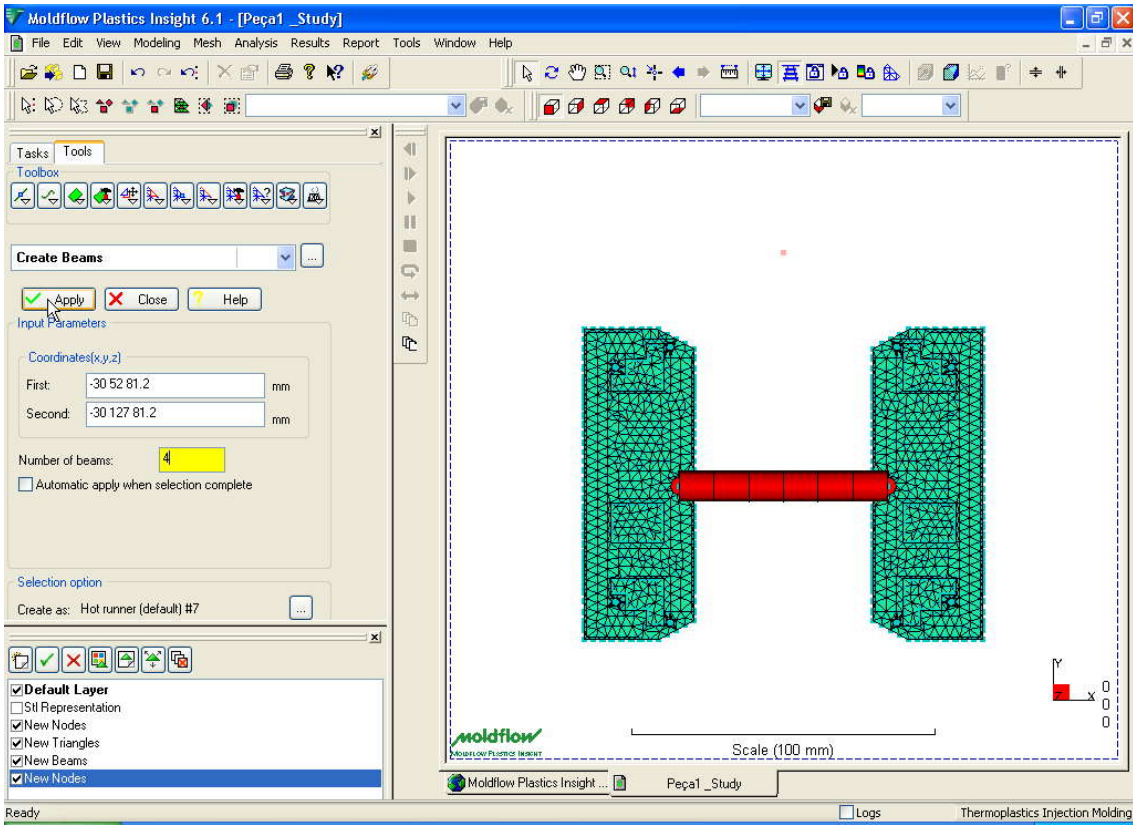 Moldflow Plastics Insight 6.1 - [Peça1 _Study]
File Edit View Modeling Mesh Analysis Results Report Tools Window Help
Tasks Tools
Toolbox
Create Beams
...
Apply Close ? Help
Input Parameters
Coordinates(x,y,z)
First: -30 52 81.2 mm
Second: -30 127 81.2 mm
Number of beams: 4
Automatic apply when selection complete
Selection option
Create as: Hot runner (default) #7 ...
Default Layer
Stl Representation
New Nodes
New Triangles
New Beams
New Nodes
Y
Z X
0
0
0
moldflow
MOLDFLOW PLASTICS INSIGHT
Scale (100 mm)
Moldflow Plastics Insight ... Peça1 _Study
Ready Logs Thermoplastics Injection Molding